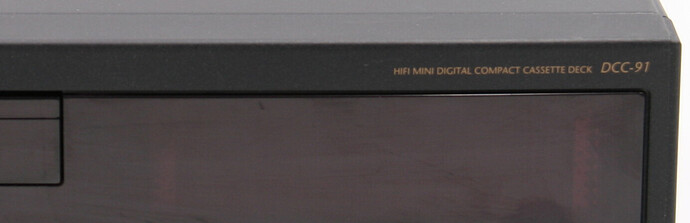 HIFI MINI DIGITAL COMPACT CASSETTE DECK DCC-91